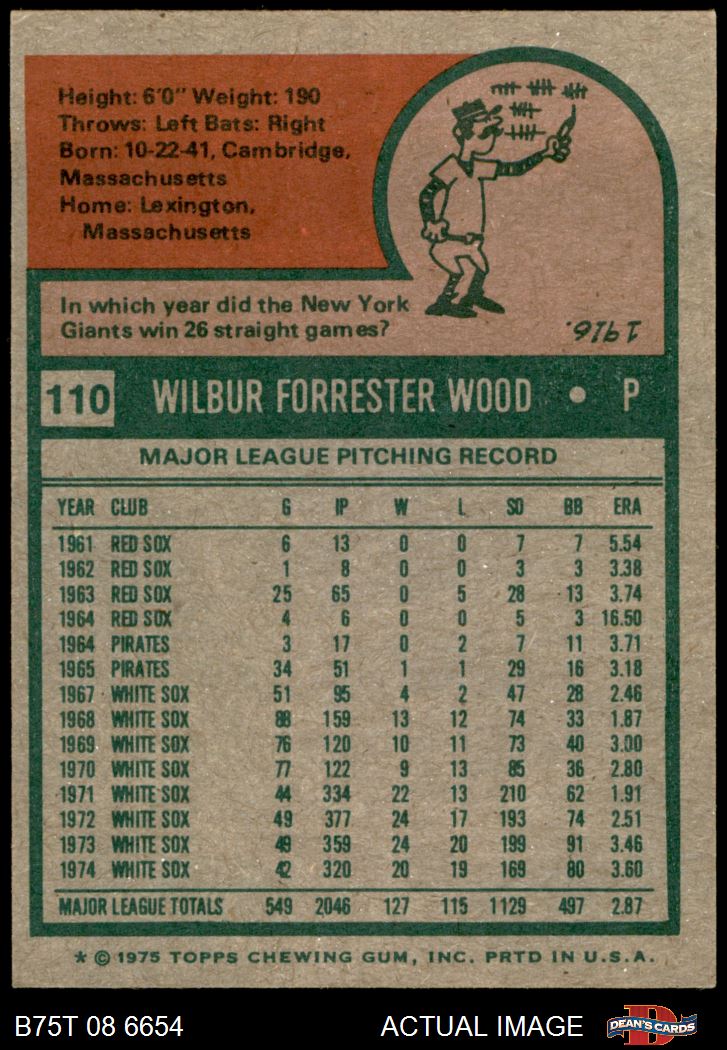 Height: 6'0" Weight: 190
Throws: Left Bats: Right
Born: 10-22-41, Cambridge,
Massachusetts
Home: Lexington,
Massachusetts
In which year did the New York
Giants win 26 straight games?
1916.
110 WILBUR FORRESTER WOOD • P
MAJOR LEAGUE PITCHING RECORD
YEAR CLUB G IP W L SO BB ERA
1961 RED SOX 6 13 0 0 7 7 5.54
1962 RED SOX 1 8 0 0 3 3 3.38
1963 RED SOX 25 65 0 5 28 13 3.74
1964 RED SOX 4 6 0 0 5 3 16.50
1964 PIRATES 3 17 0 2 7 11 3.71
1965 PIRATES 34 51 1 1 29 16 3.18
1967 WHITE SOX 51 95 4 2 47 28 2.46
1968 WHITE SOX 88 159 13 12 74 33 1.87
1969 WHITE SOX 76 120 10 11 73 40 3.00
1970 WHITE SOX 77 122 9 13 85 36 2.80
1971 WHITE SOX 44 334 22 13 210 62 1.91
1972 WHITE SOX 49 377 24 17 193 74 2.51
1973 WHITE SOX 49 359 24 20 199 91 3.46
1974 WHITE SOX 42 320 20 19 169 80 3.60
MAJOR LEAGUE TOTALS 549 2046 127 115 1129 497 2.87
* © 1975 TOPPS CHEWING GUM, INC. PRTD IN U.S.A.
B75T 08 6654 ACTUAL IMAGE D DEAN'S CARDS